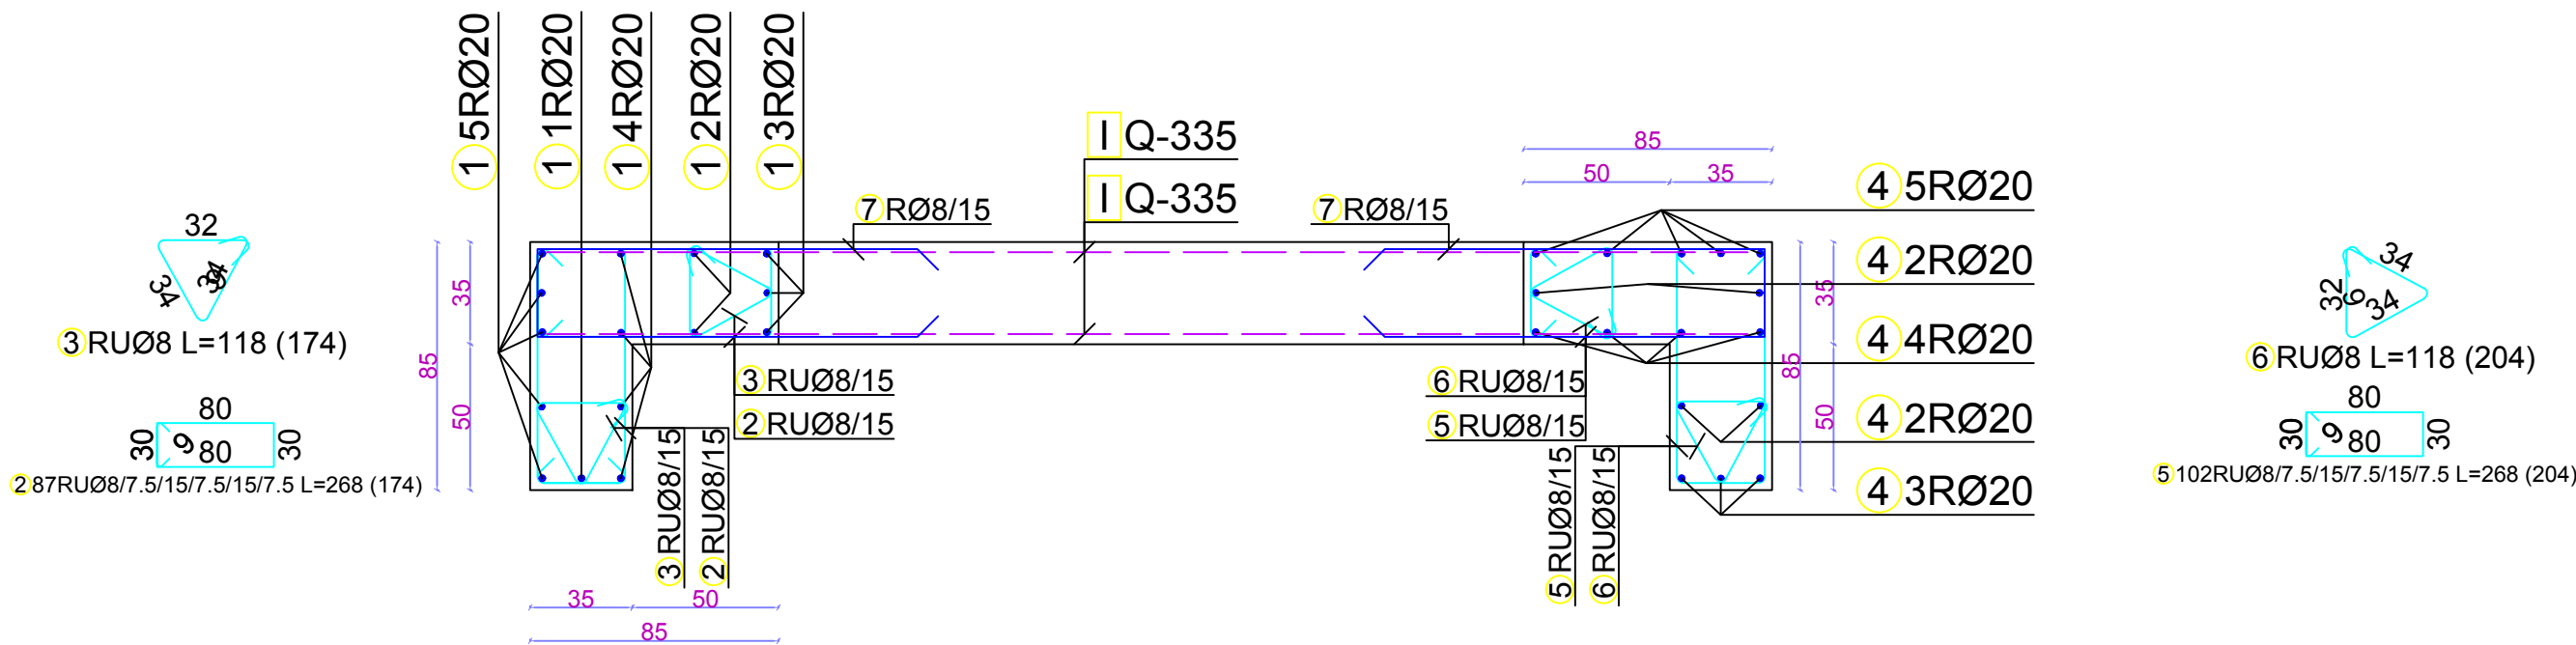 1 5RØ20
1 1RØ20
1 4RØ20
1 2RØ20
1 3RØ20
I Q-335
I Q-335
7 RØ8/15
7 RØ8/15
85
50 35
4 5RØ20
4 2RØ20
4 4RØ20
4 2RØ20
4 3RØ20
32
34
34
9
3 RUØ8 L=118 (174)
80
30
9
80
30
2 87RUØ8/7.5/15/7.5/15/7.5 L=268 (174)
85
35
50
3 RUØ8/15
2 RUØ8/15
3 RUØ8/15
2 RUØ8/15
35 50
85
6 RUØ8/15
5 RUØ8/15
5 RUØ8/15
6 RUØ8/15
85
35
50
34
32
9
34
6 RUØ8 L=118 (204)
80
30
9
80
30
5 102RUØ8/7.5/15/7.5/15/7.5 L=268 (204)